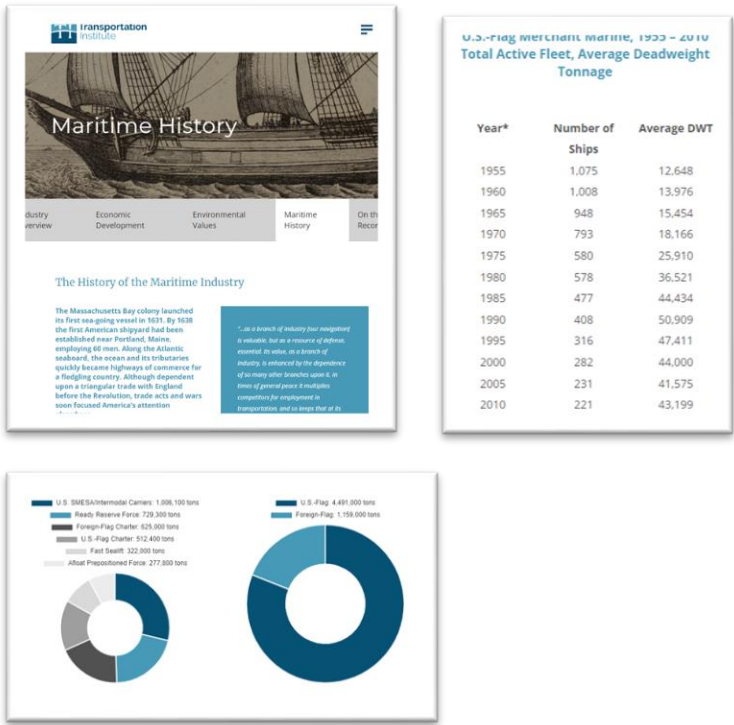 Transportation
Institute
Maritime History
Economic
Development
Environmental
Values
Maritime
History
On th
Recor
The History of the Maritime Industry
The Massachusetts Bay colony launched
its first sea-going vessel in 1631. By 1638
the first American shipyard had been
established near Portland, Maine,
employing 60 men. Along the Atlantic
seaboard, the ocean and its tributaries
quickly became highways of commerce for
a fledgling country. Although dependent
upon a triangular trade with England
before the Revolution, trade acts and wars
soon focused America's attention
"...as a branch of industry [our navigation]
is valuable, but as a resource of defense,
essential. Its value, as a branch of
industry, is enhanced by the dependence
of so many other branches upon it. In
times of general peace it multiplies
competitors for employment in
transportation, and so keeps that at its
U.S.-Flag Merchant Marine, 1955 – 2010
Total Active Fleet, Average Deadweight
Tonnage
Year* Number of Ships Average DWT
1955 1,075 12,648
1960 1,008 13,976
1965 948 15,454
1970 793 18,166
1975 580 25,910
1980 578 36,521
1985 477 44,434
1990 408 50,909
1995 316 47,411
2000 282 44,000
2005 231 41,575
2010 221 43,199
U.S. SMESA/Intermodal Carriers: 1,006,100 tons
Ready Reserve Force: 729,300 tons
Foreign-Flag Charter: 625,000 tons
U.S.-Flag Charter: 512,400 tons
Fast Sealift: 322,000 tons
Afloat Prepositioned Force: 277,800 tons
U.S.-Flag: 4,491,000 tons
Foreign-Flag: 1,159,000 tons